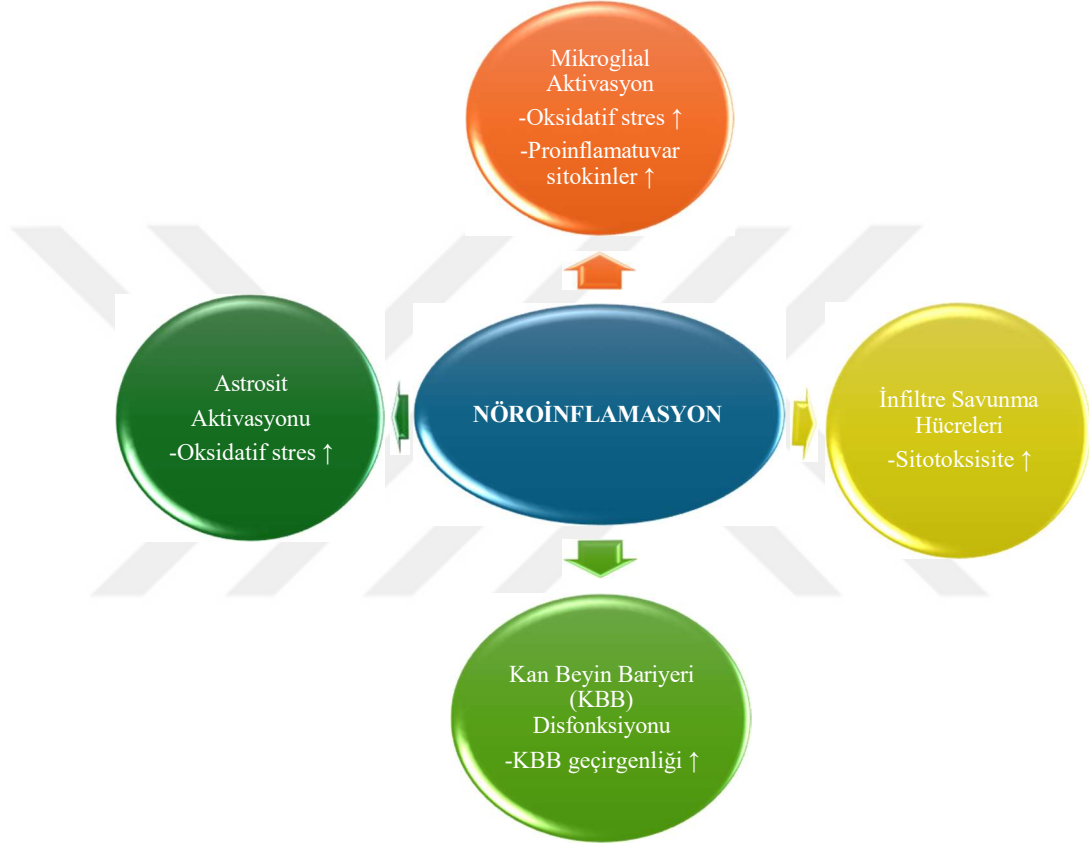 Mikroglial
Aktivasyon
-Oksidatif stres ↑
-Proinflamatuvar
sitokinler ↑
Astrosit
Aktivasyonu
-Oksidatif stres ↑
NÖROİNFLAMASYON
İnfiltre Savunma
Hücreleri
-Sitotoksisite ↑
Kan Beyin Bariyeri
(KBB)
Disfonksiyonu
-KBB geçirgenliği ↑